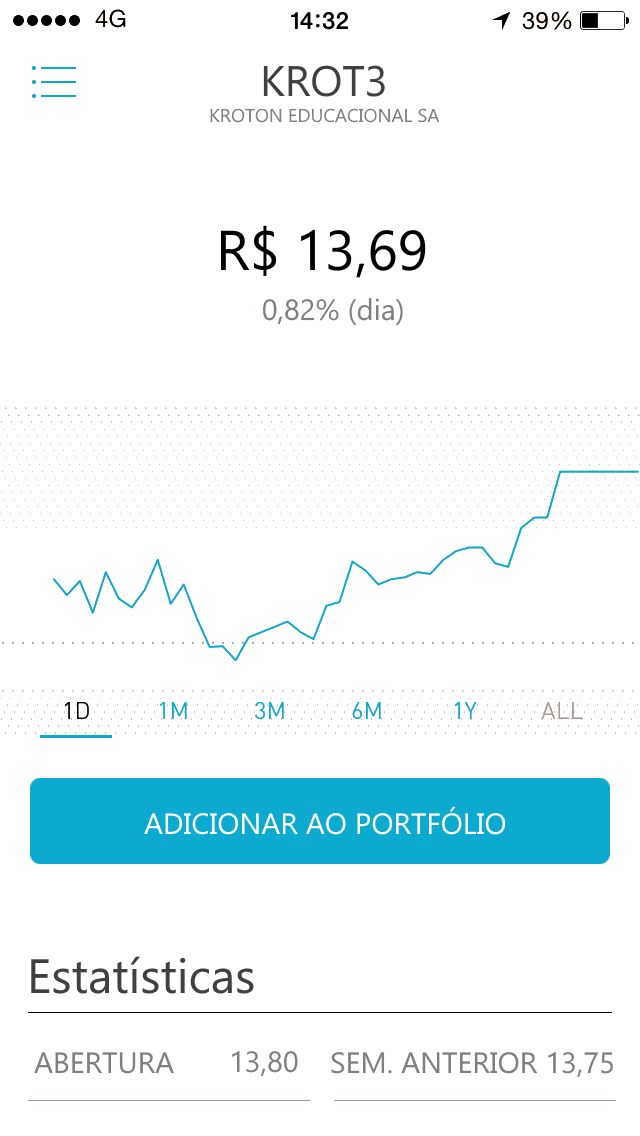 4G 14:32 39%
KROT3
KROTON EDUCACIONAL SA
R$ 13,69
0,82% (dia)
1D 1M 3M 6M 1Y ALL
ADICIONAR AO PORTFÓLIO
Estatísticas
ABERTURA 13,80 SEM. ANTERIOR 13,75